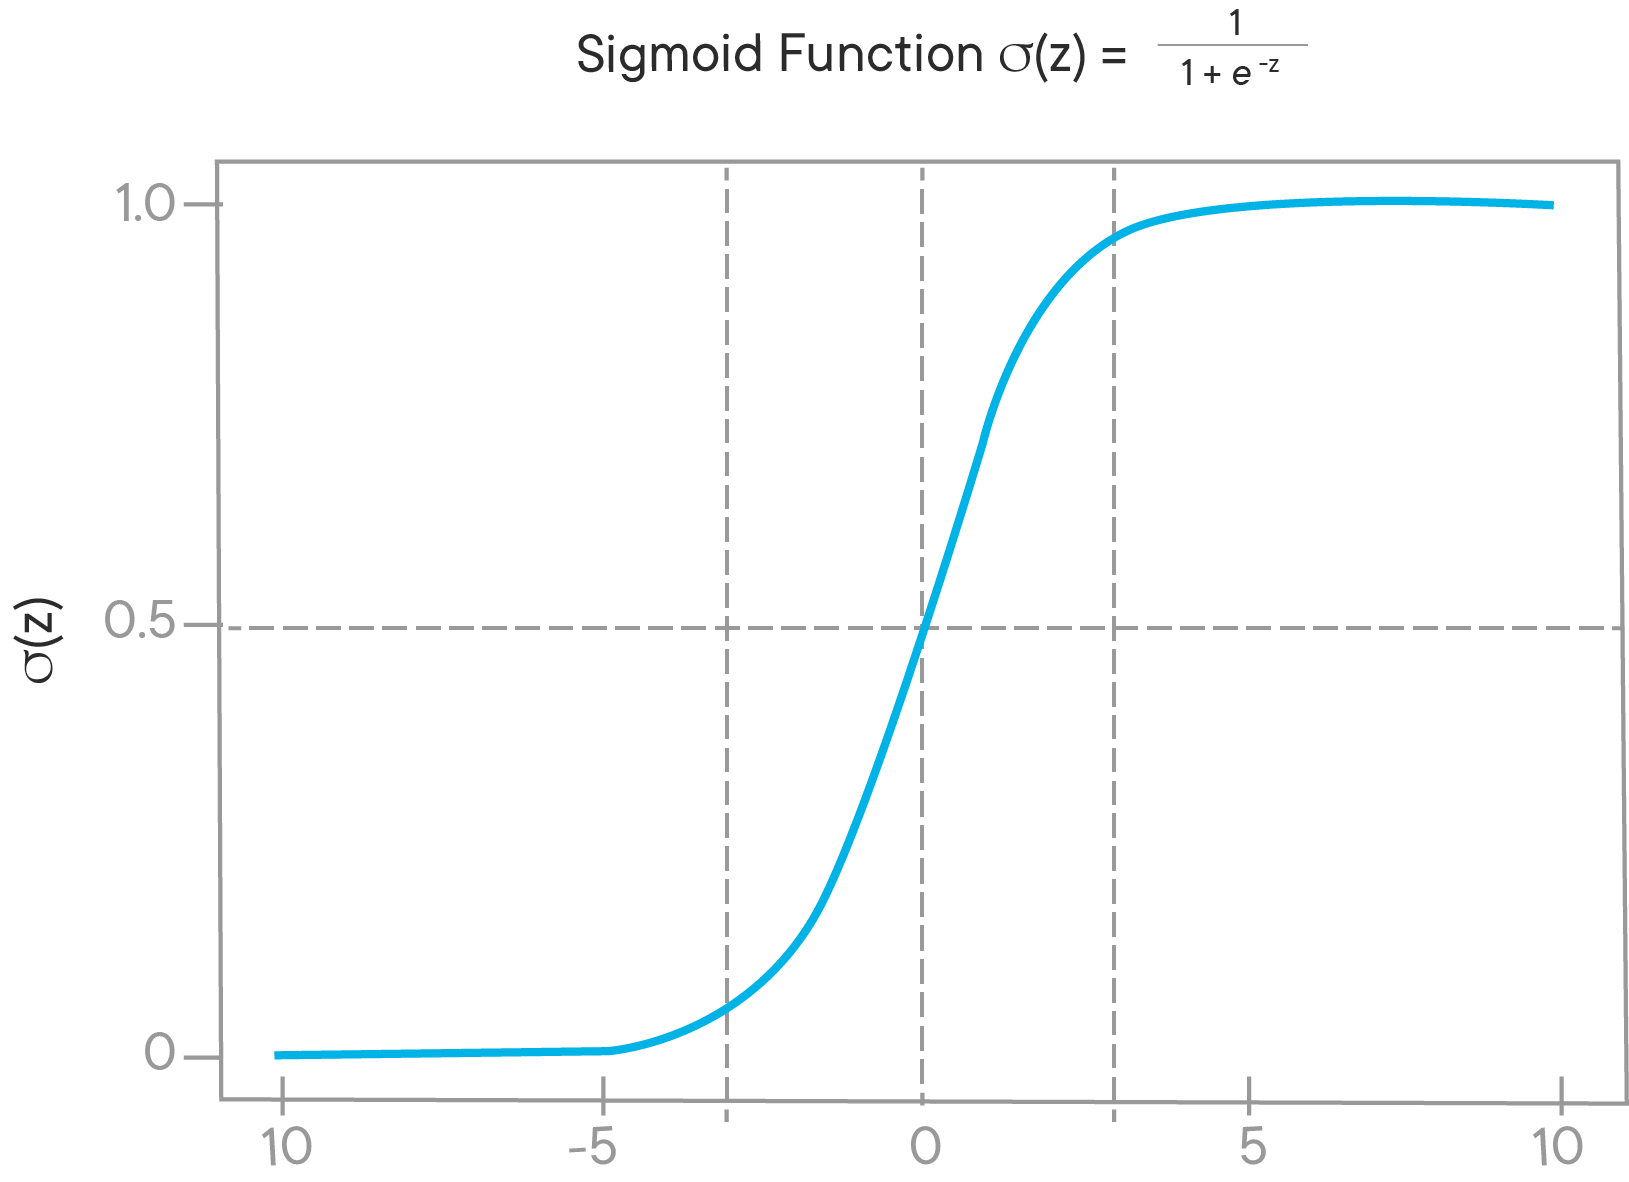 Sigmoid Function σ(z) = 1 / 1 + e^-z
1.0
0.5
0
σ(z)
10 -5 0 5 10